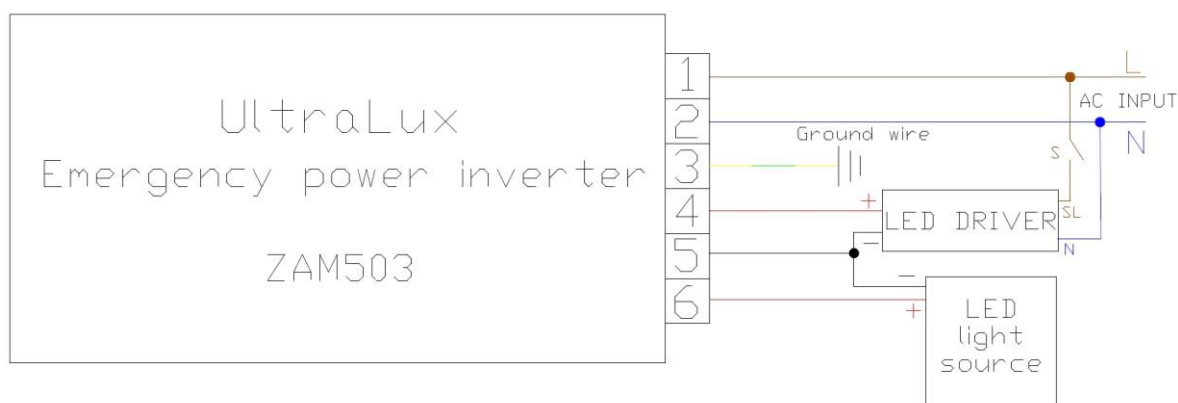 UltraLux
Emergency power inverter
ZAM503
1
2
3
4
5
6
L
AC INPUT
N
Ground wire
S
SL
N
+
LED DRIVER
−
−
+
LED
light
source